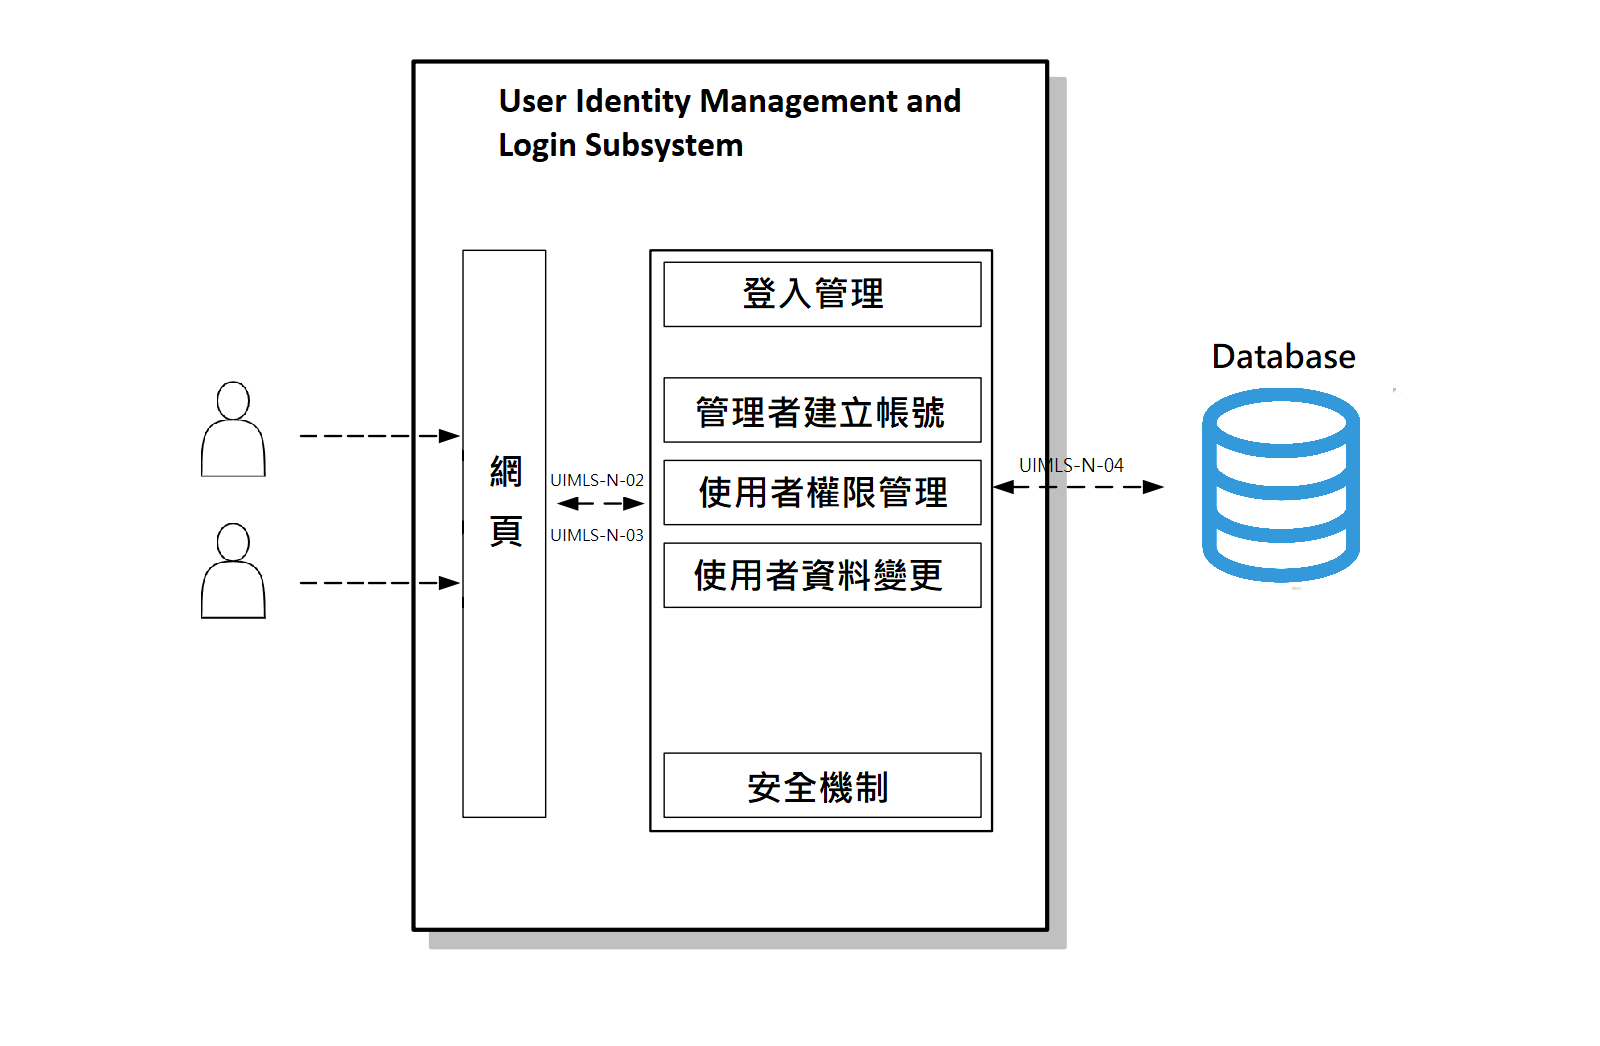 User Identity Management and
Login Subsystem
網
頁
UIMLS-N-02
UIMLS-N-03
登入管理
管理者建立帳號
使用者權限管理
使用者資料變更
安全機制
UIMLS-N-04
Database